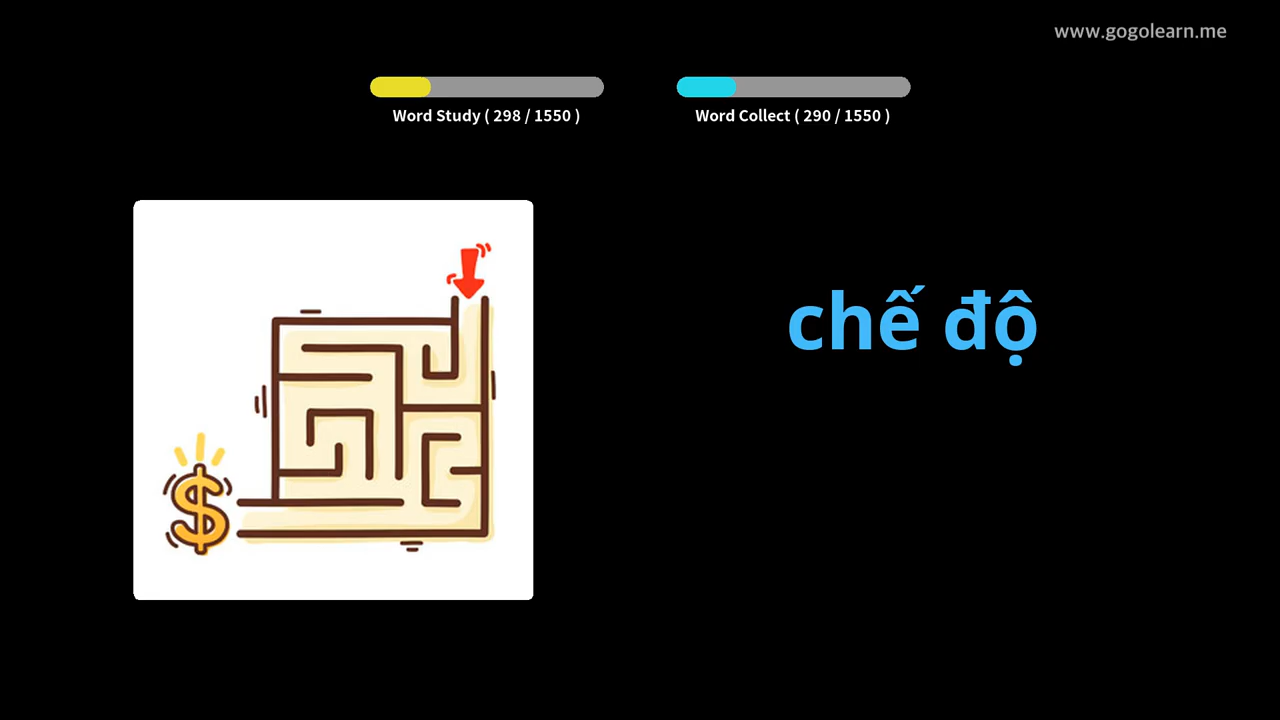 www.gogolearn.me
Word Study ( 298 / 1550 )
Word Collect ( 290 / 1550 )
chế độ
$